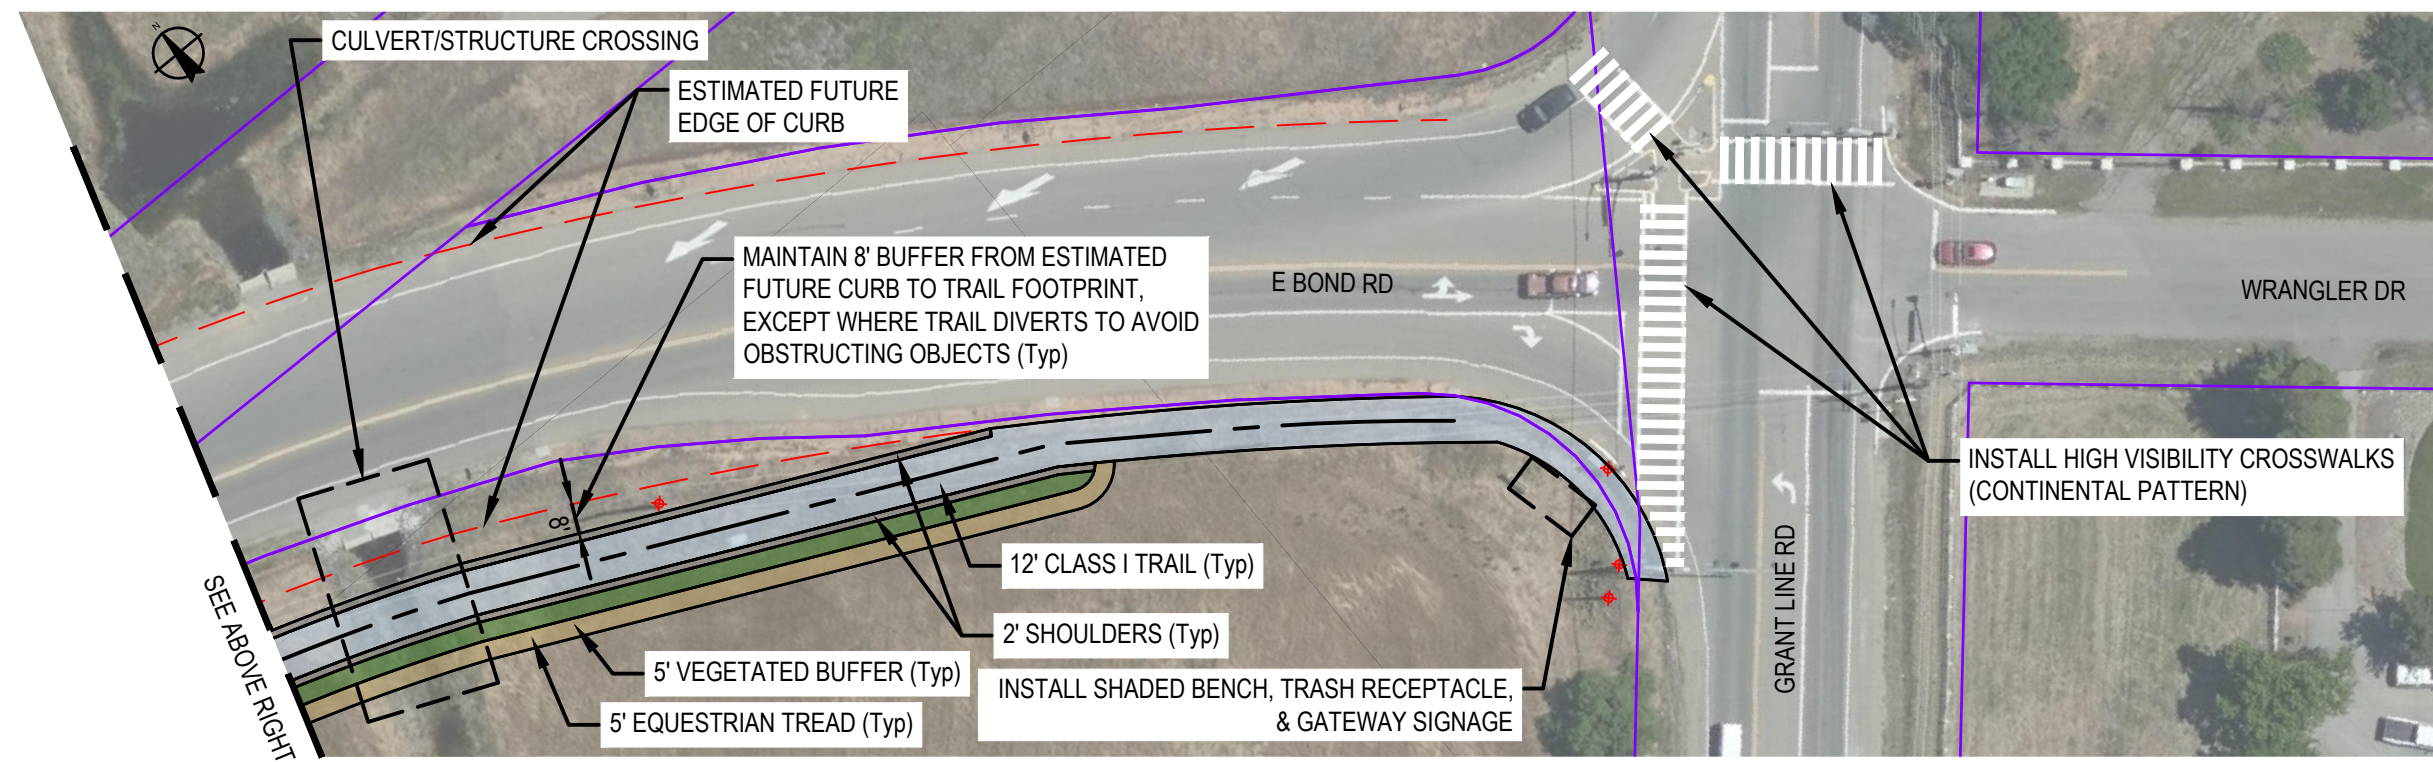 N
CULVERT/STRUCTURE CROSSING
ESTIMATED FUTURE
EDGE OF CURB
MAINTAIN 8' BUFFER FROM ESTIMATED
FUTURE CURB TO TRAIL FOOTPRINT,
EXCEPT WHERE TRAIL DIVERTS TO AVOID
OBSTRUCTING OBJECTS (Typ)
E BOND RD
WRANGLER DR
INSTALL HIGH VISIBILITY CROSSWALKS
(CONTINENTAL PATTERN)
8'
12' CLASS I TRAIL (Typ)
2' SHOULDERS (Typ)
5' VEGETATED BUFFER (Typ)
5' EQUESTRIAN TREAD (Typ)
INSTALL SHADED BENCH, TRASH RECEPTACLE,
& GATEWAY SIGNAGE
GRANT LINE RD
SEE ABOVE RIGHT